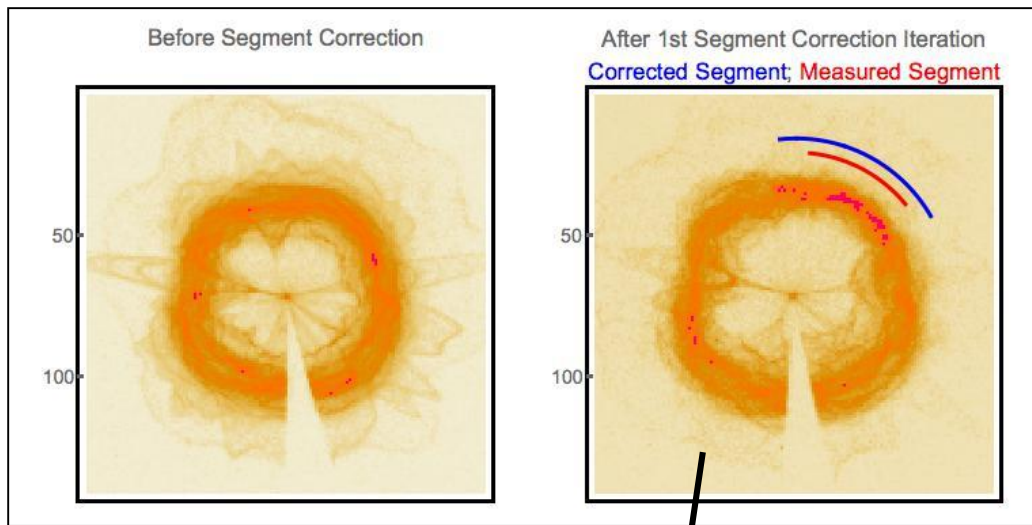 Before Segment Correction
After 1st Segment Correction Iteration
Corrected Segment; Measured Segment
50
100
50
100